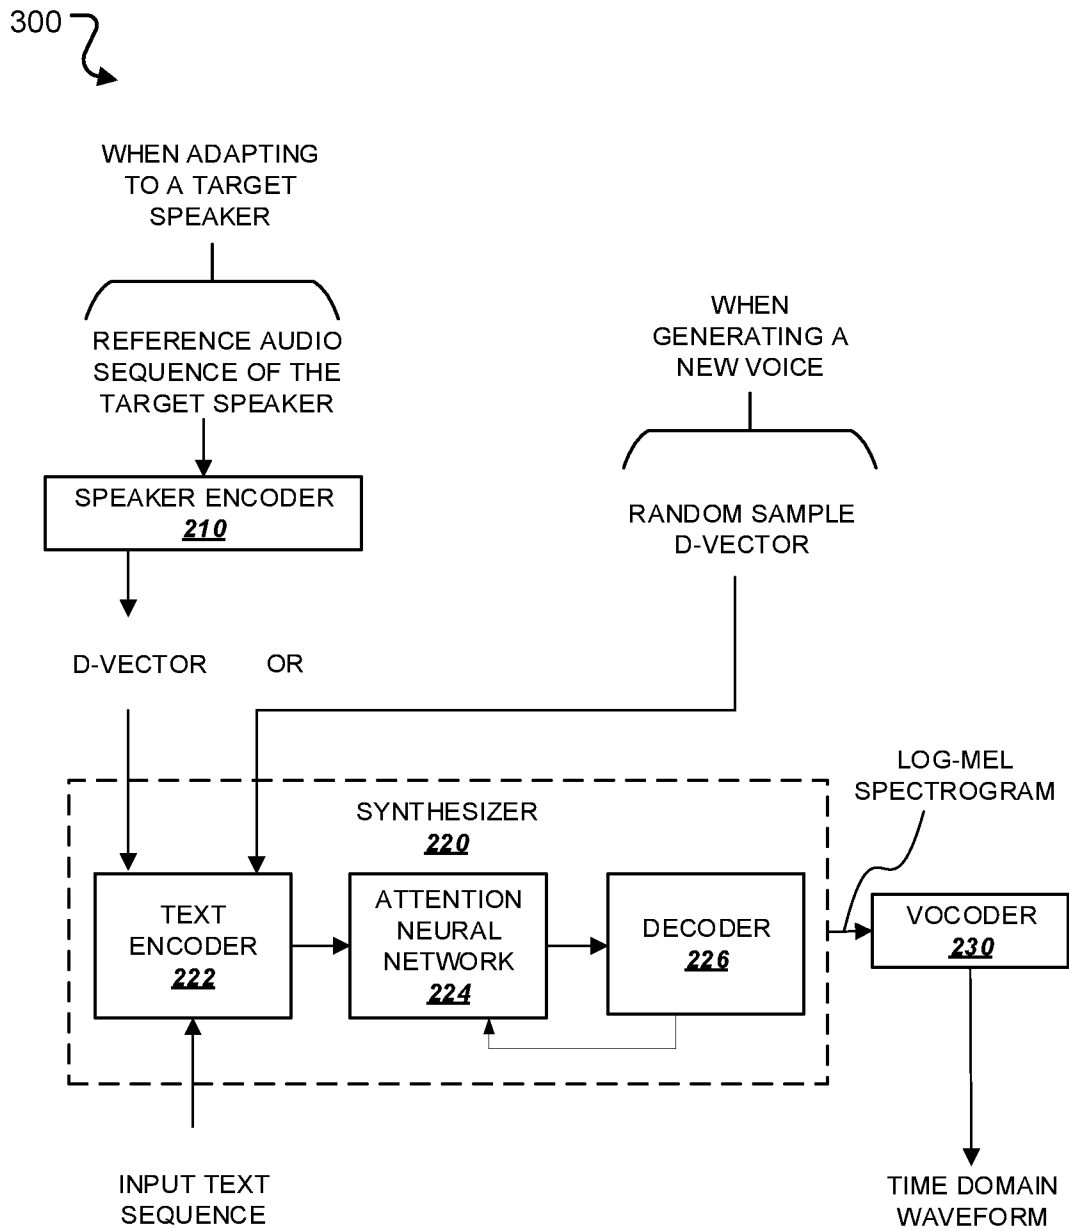 300
WHEN ADAPTING
TO A TARGET
SPEAKER
REFERENCE AUDIO
SEQUENCE OF THE
TARGET SPEAKER
WHEN
GENERATING A
NEW VOICE
SPEAKER ENCODER
210
RANDOM SAMPLE
D-VECTOR
D-VECTOR OR
LOG-MEL
SPECTROGRAM
SYNTHESIZER
220
TEXT
ENCODER
222
ATTENTION
NEURAL
NETWORK
224
DECODER
226
VOCODER
230
INPUT TEXT
SEQUENCE
TIME DOMAIN
WAVEFORM